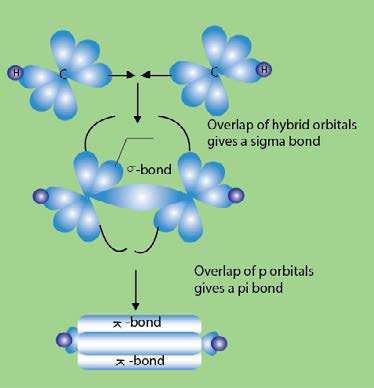 H
C
C
H
Overlap of hybrid orbitals
gives a sigma bond
σ-bond
Overlap of p orbitals
gives a pi bond
π-bond
π-bond